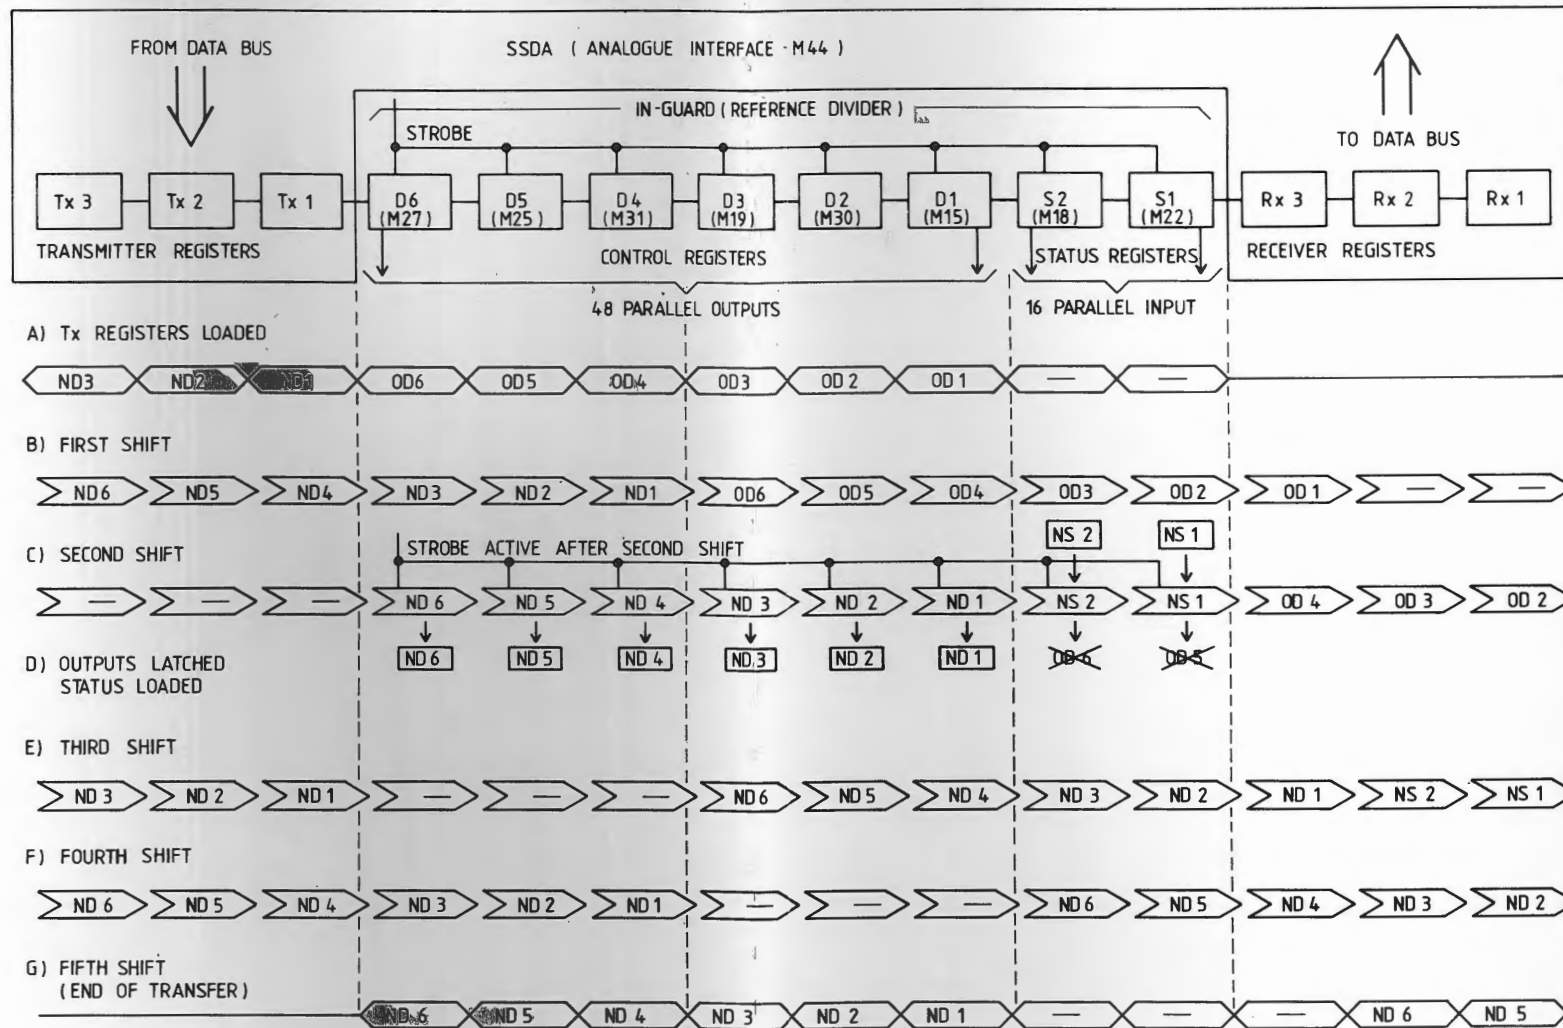 FROM DATA BUS
SSDA ( ANALOGUE INTERFACE - M44 )
IN-GUARD ( REFERENCE DIVIDER )
STROBE
TO DATA BUS
Tx 3 Tx 2 Tx 1 D6 D5 D4 D3 D2 D1 S2 S1 Rx 3 Rx 2 Rx 1
(M27) (M25) (M31) (M19) (M30) (M15) (M18) (M22)
TRANSMITTER REGISTERS CONTROL REGISTERS STATUS REGISTERS RECEIVER REGISTERS
48 PARALLEL OUTPUTS 16 PARALLEL INPUT
A) Tx REGISTERS LOADED
ND3 ND2 ND1 OD6 OD5 OD4 OD3 OD2 OD1 — —
B) FIRST SHIFT
ND6 ND5 ND4 ND3 ND2 ND1 OD6 OD5 OD4 OD3 OD2 OD1 — —
C) SECOND SHIFT STROBE ACTIVE AFTER SECOND SHIFT NS 2 NS 1
— — — ND 6 ND 5 ND 4 ND 3 ND 2 ND 1 NS 2 NS 1 OD 4 OD 3 OD 2
D) OUTPUTS LATCHED ND 6 ND 5 ND 4 ND 3 ND 2 ND 1 OD 6 OD 5
STATUS LOADED
E) THIRD SHIFT
ND 3 ND 2 ND 1 — — — ND 6 ND 5 ND 4 ND 3 ND 2 ND 1 NS 2 NS 1
F) FOURTH SHIFT
ND 6 ND 5 ND 4 ND 3 ND 2 ND 1 — — — ND 6 ND 5 ND 4 ND 3 ND 2
G) FIFTH SHIFT
(END OF TRANSFER)
ND 6 ND 5 ND 4 ND 3 ND 2 ND 1 — — — ND 6 ND 5